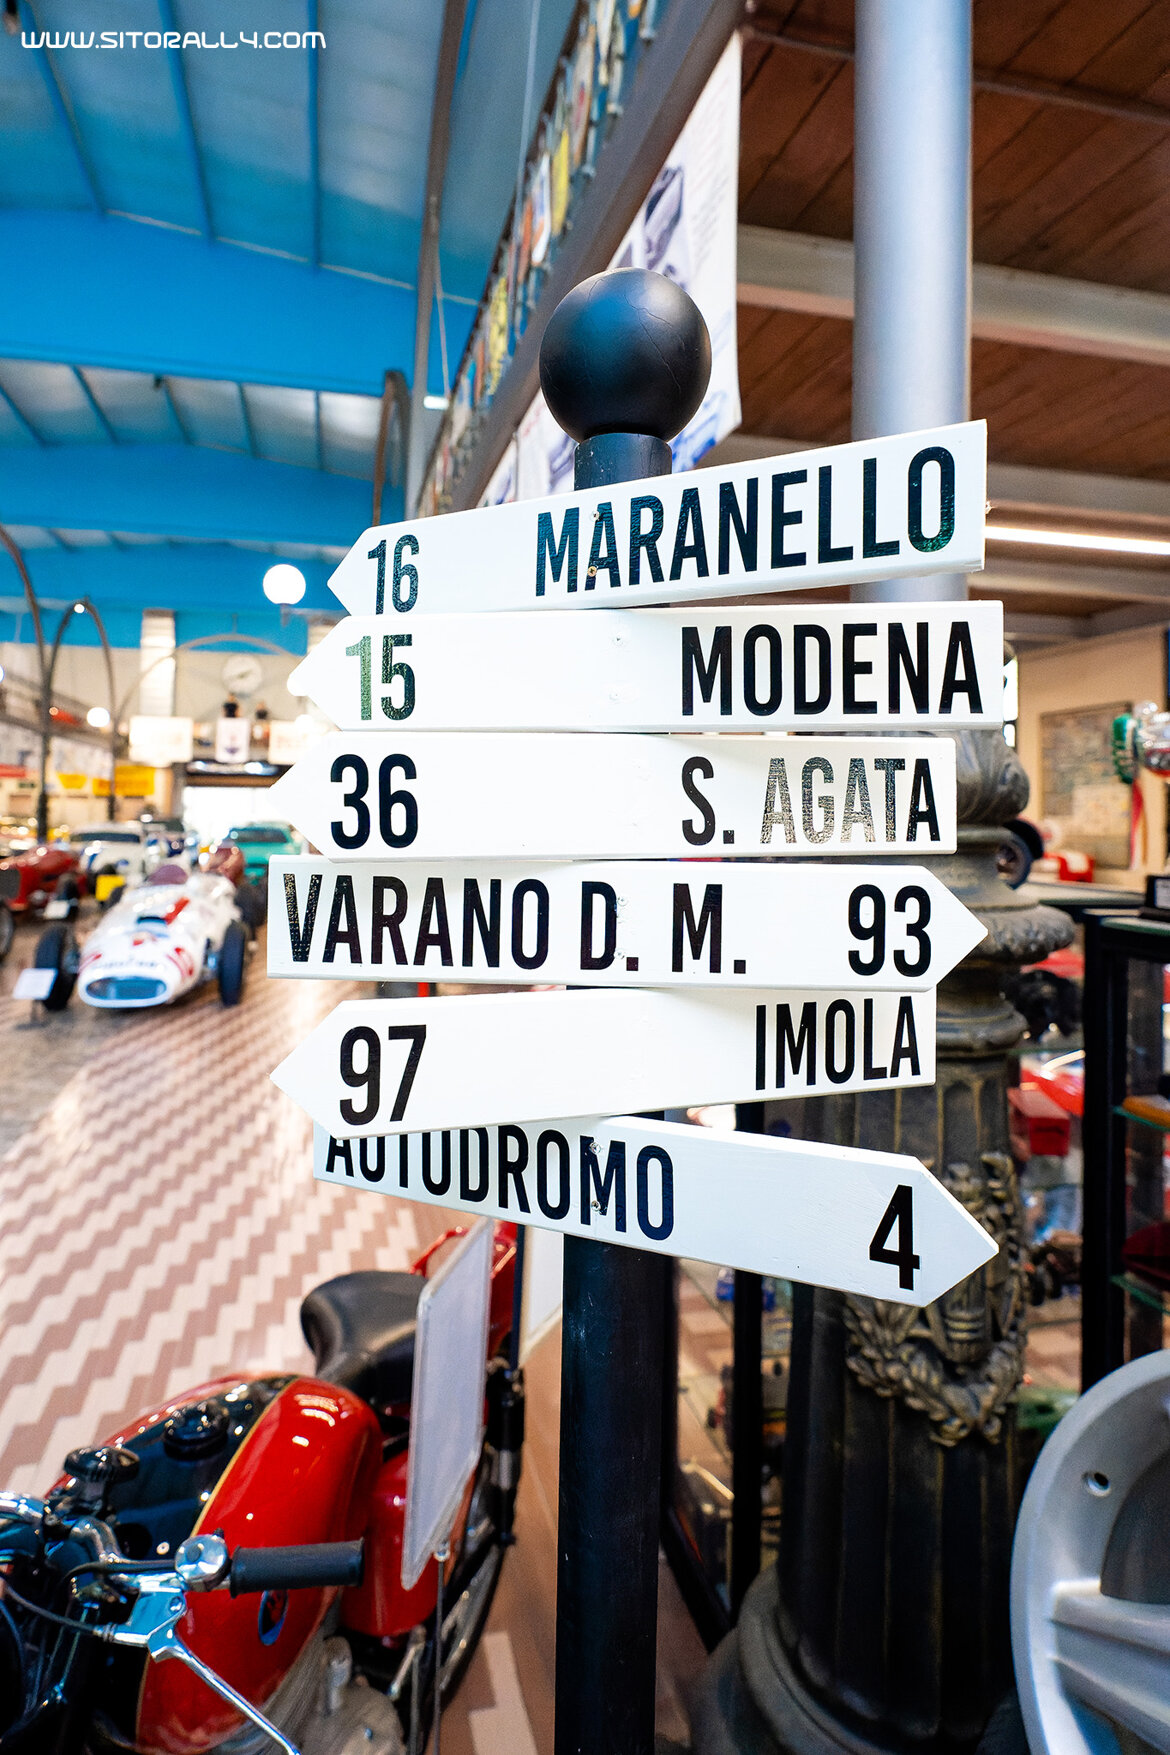 WWW.SITORALLY.COM
16 MARANELLO
15 MODENA
36 S. AGATA
VARANO D. M. 93
97 IMOLA
AUTODROMO 4